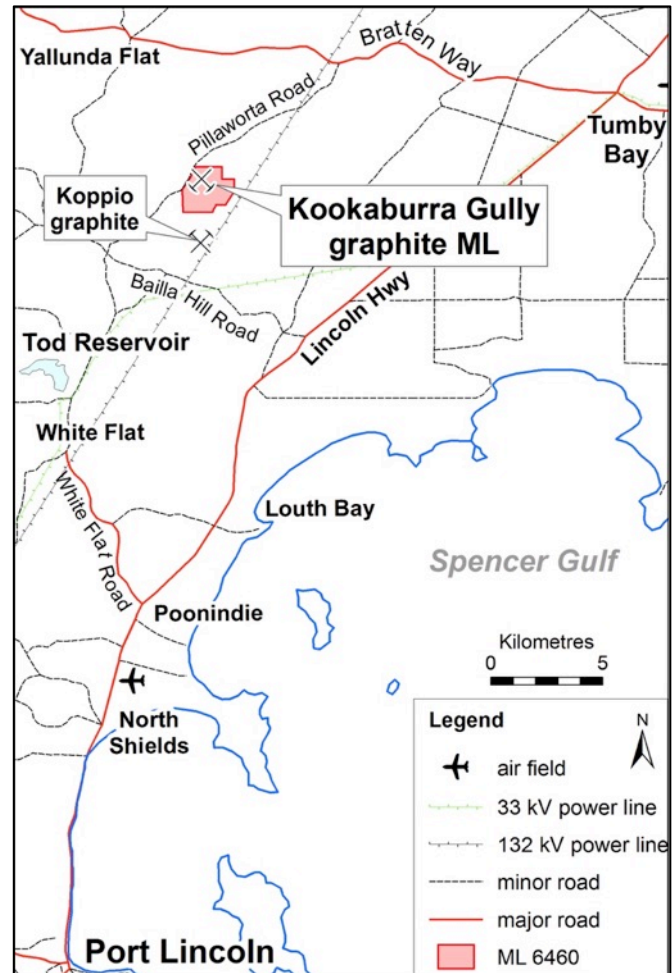 Yallunda Flat
Bratten Way
Pillaworta Road
Tumby
Bay
Koppio
graphite
Kookaburra Gully
graphite ML
Bailla Hill Road
Lincoln Hwy
Tod Reservoir
White Flat
White Flat Road
Louth Bay
Spencer Gulf
Poonindie
Kilometres
0 5
North
Shields
Legend
N
air field
33 kV power line
132 kV power line
minor road
major road
ML 6460
Port Lincoln